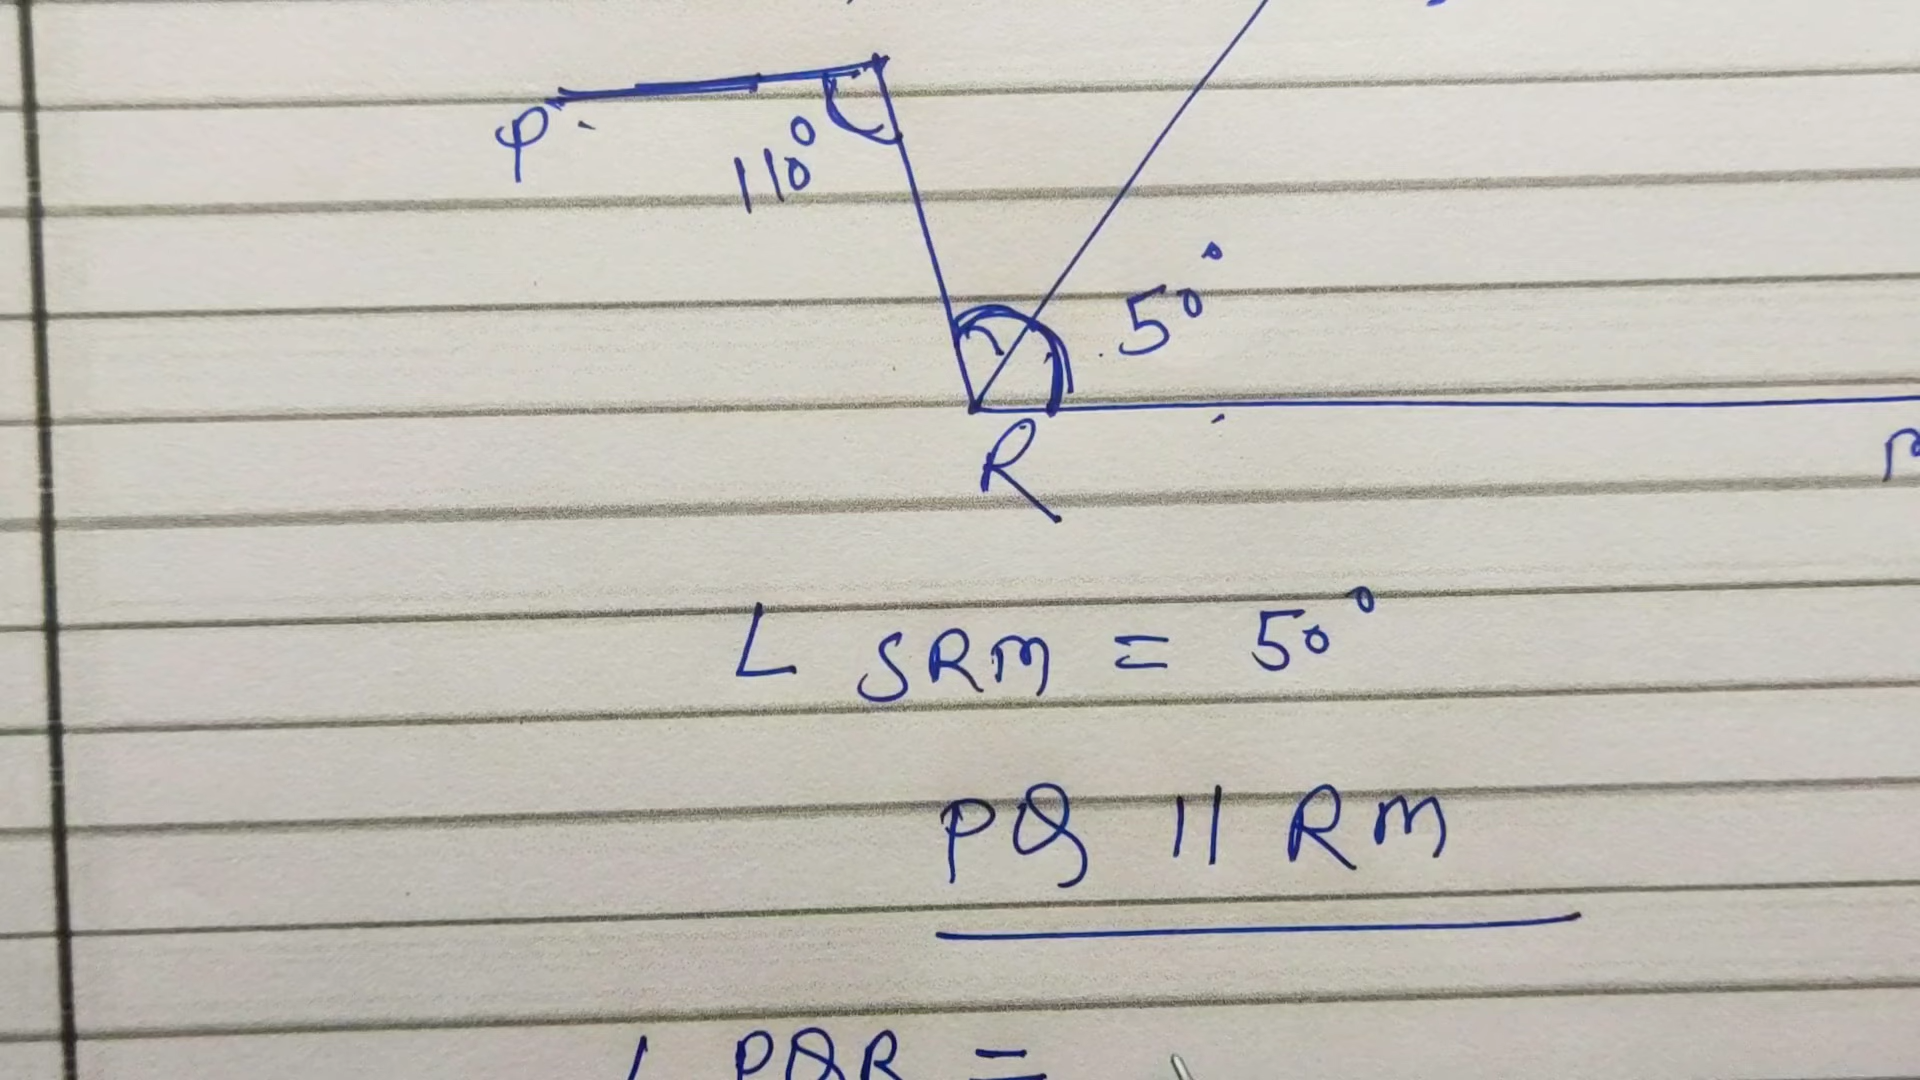 P
110°
50°
R
∠ SRM = 50°
PQ || RM
∠ PQR =